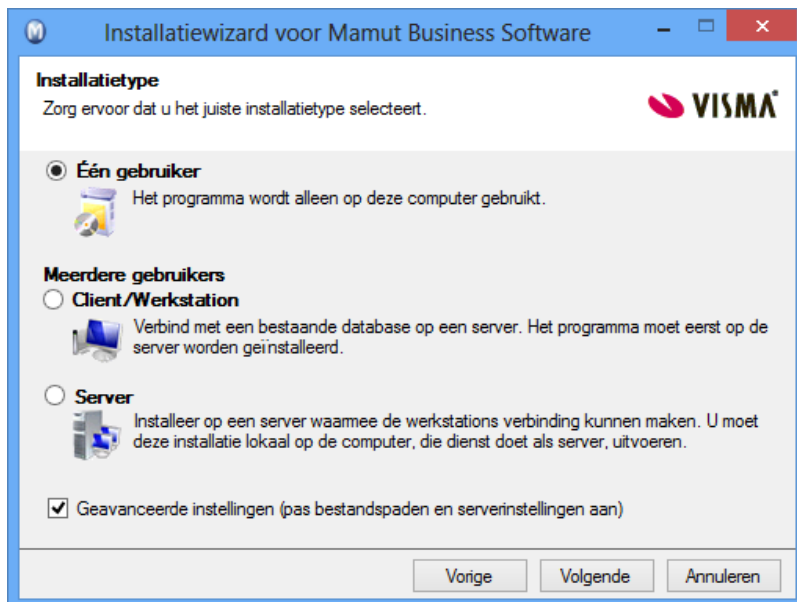 Installatiewizard voor Mamut Business Software
Installatietype
Zorg ervoor dat u het juiste installatietype selecteert.
VISMA
Één gebruiker
Het programma wordt alleen op deze computer gebruikt.
Meerdere gebruikers
Client/Werkstation
Verbind met een bestaande database op een server. Het programma moet eerst op de
server worden geïnstalleerd.
Server
Installeer op een server waarmee de werkstations verbinding kunnen maken. U moet
deze installatie lokaal op de computer, die dienst doet als server, uitvoeren.
Geavanceerde instellingen (pas bestandspaden en serverinstellingen aan)
Vorige
Volgende
Annuleren